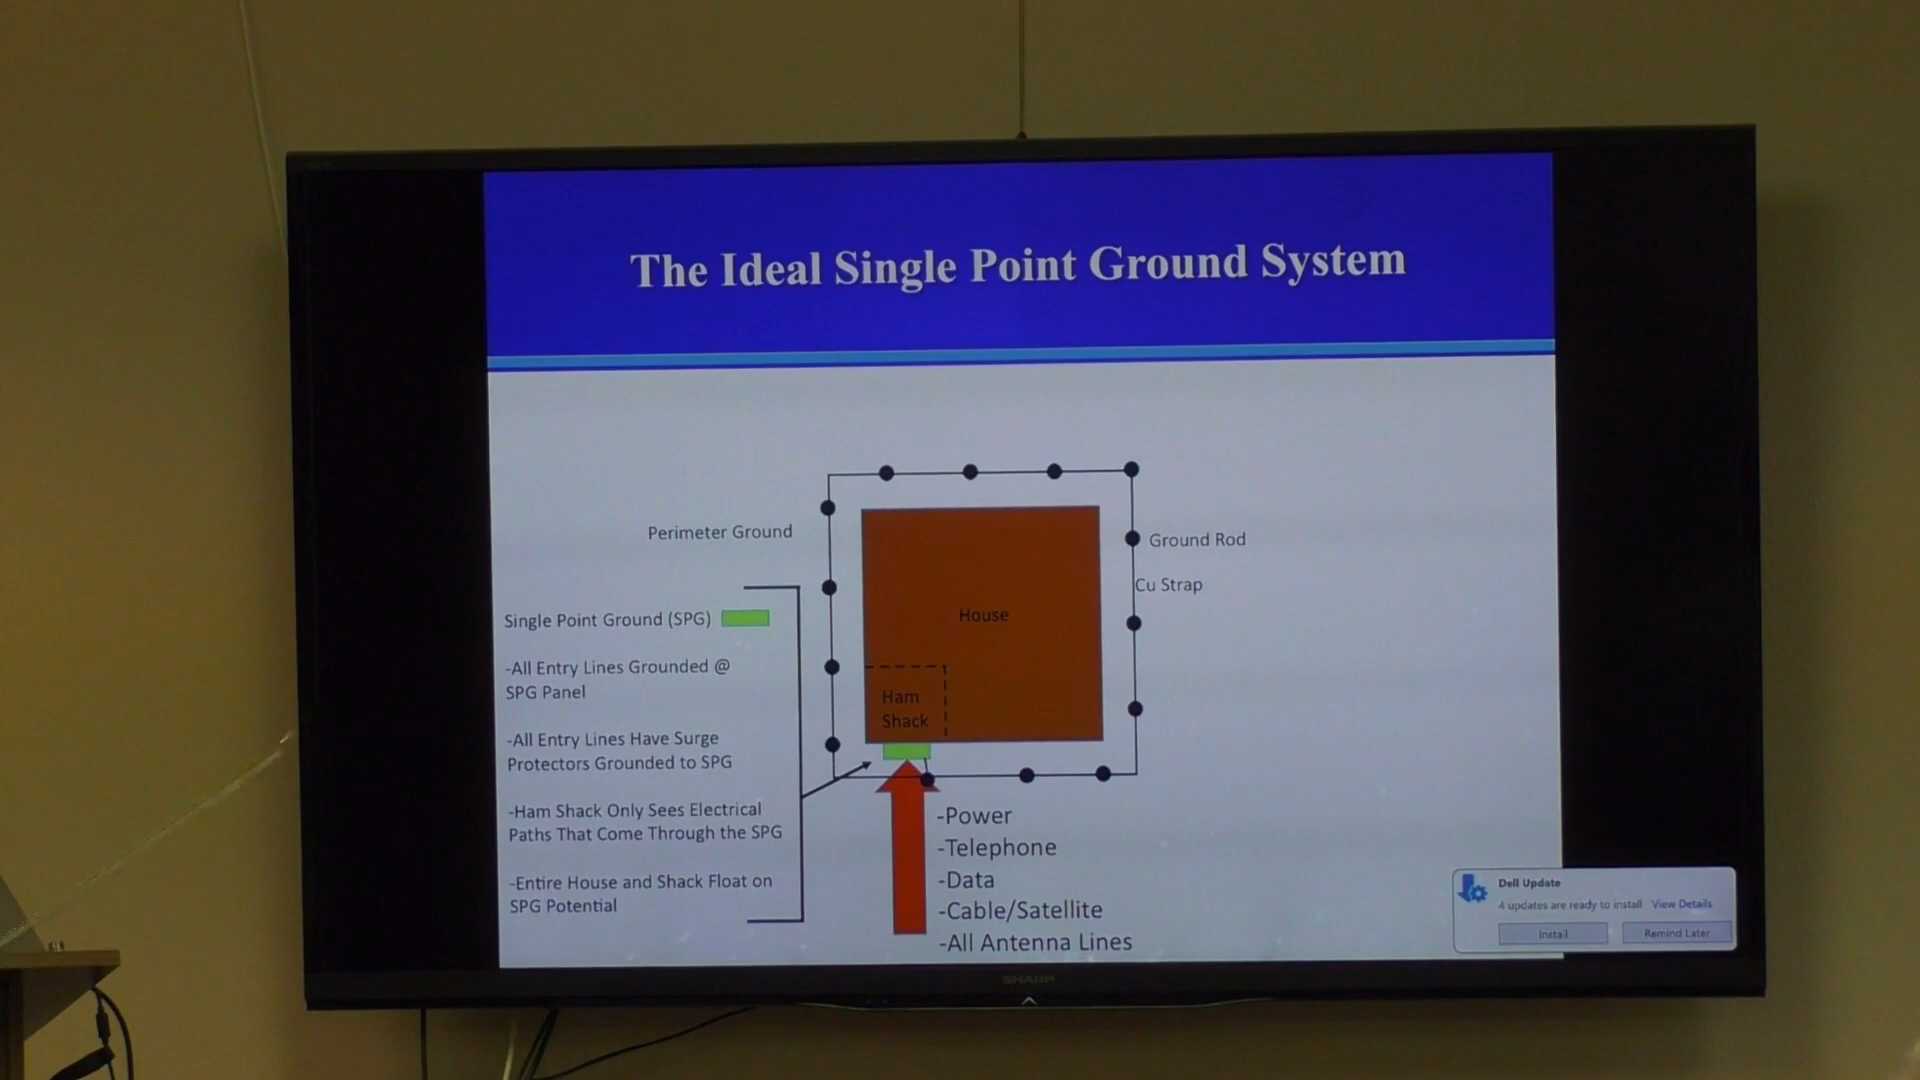 The Ideal Single Point Ground System
Perimeter Ground
Ground Rod
Cu Strap
House
Ham
Shack
Single Point Ground (SPG)
-All Entry Lines Grounded @
SPG Panel
-All Entry Lines Have Surge
Protectors Grounded to SPG
-Ham Shack Only Sees Electrical
Paths That Come Through the SPG
-Entire House and Shack Float on
SPG Potential
-Power
-Telephone
-Data
-Cable/Satellite
-All Antenna Lines
Dell Update
4 updates are ready to install View Details
Install
Remind Later
SHARP